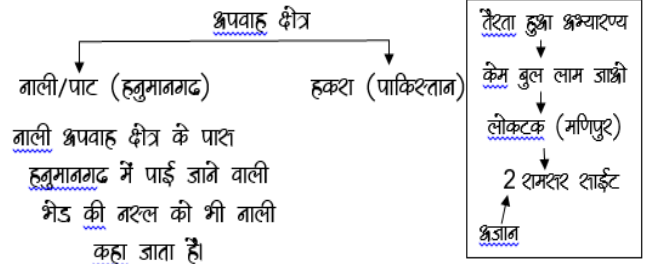 अपवाह क्षेत्र
नाली/पाट (हनुमानगढ)
हकरा (पाकिस्तान)
नाली अपवाह क्षेत्र के पास
हनुमानगढ में पाई जाने वाली
भेड की नस्ल को भी नाली
कहा जाता है।
तैरता हुआ अभ्यारण्य
केम बुल लाम जाओ
लोकटक (मणिपुर)
2 रामसर साईट
अजान